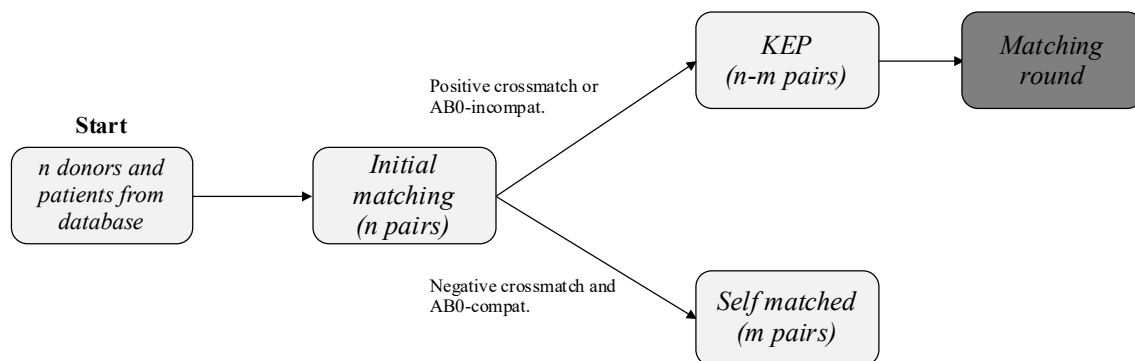 Start
n donors and
patients from
database
Initial
matching
(n pairs)
Positive crossmatch or
AB0-incompat.
Negative crossmatch and
AB0-compat.
KEP
(n-m pairs)
Matching
round
Self matched
(m pairs)